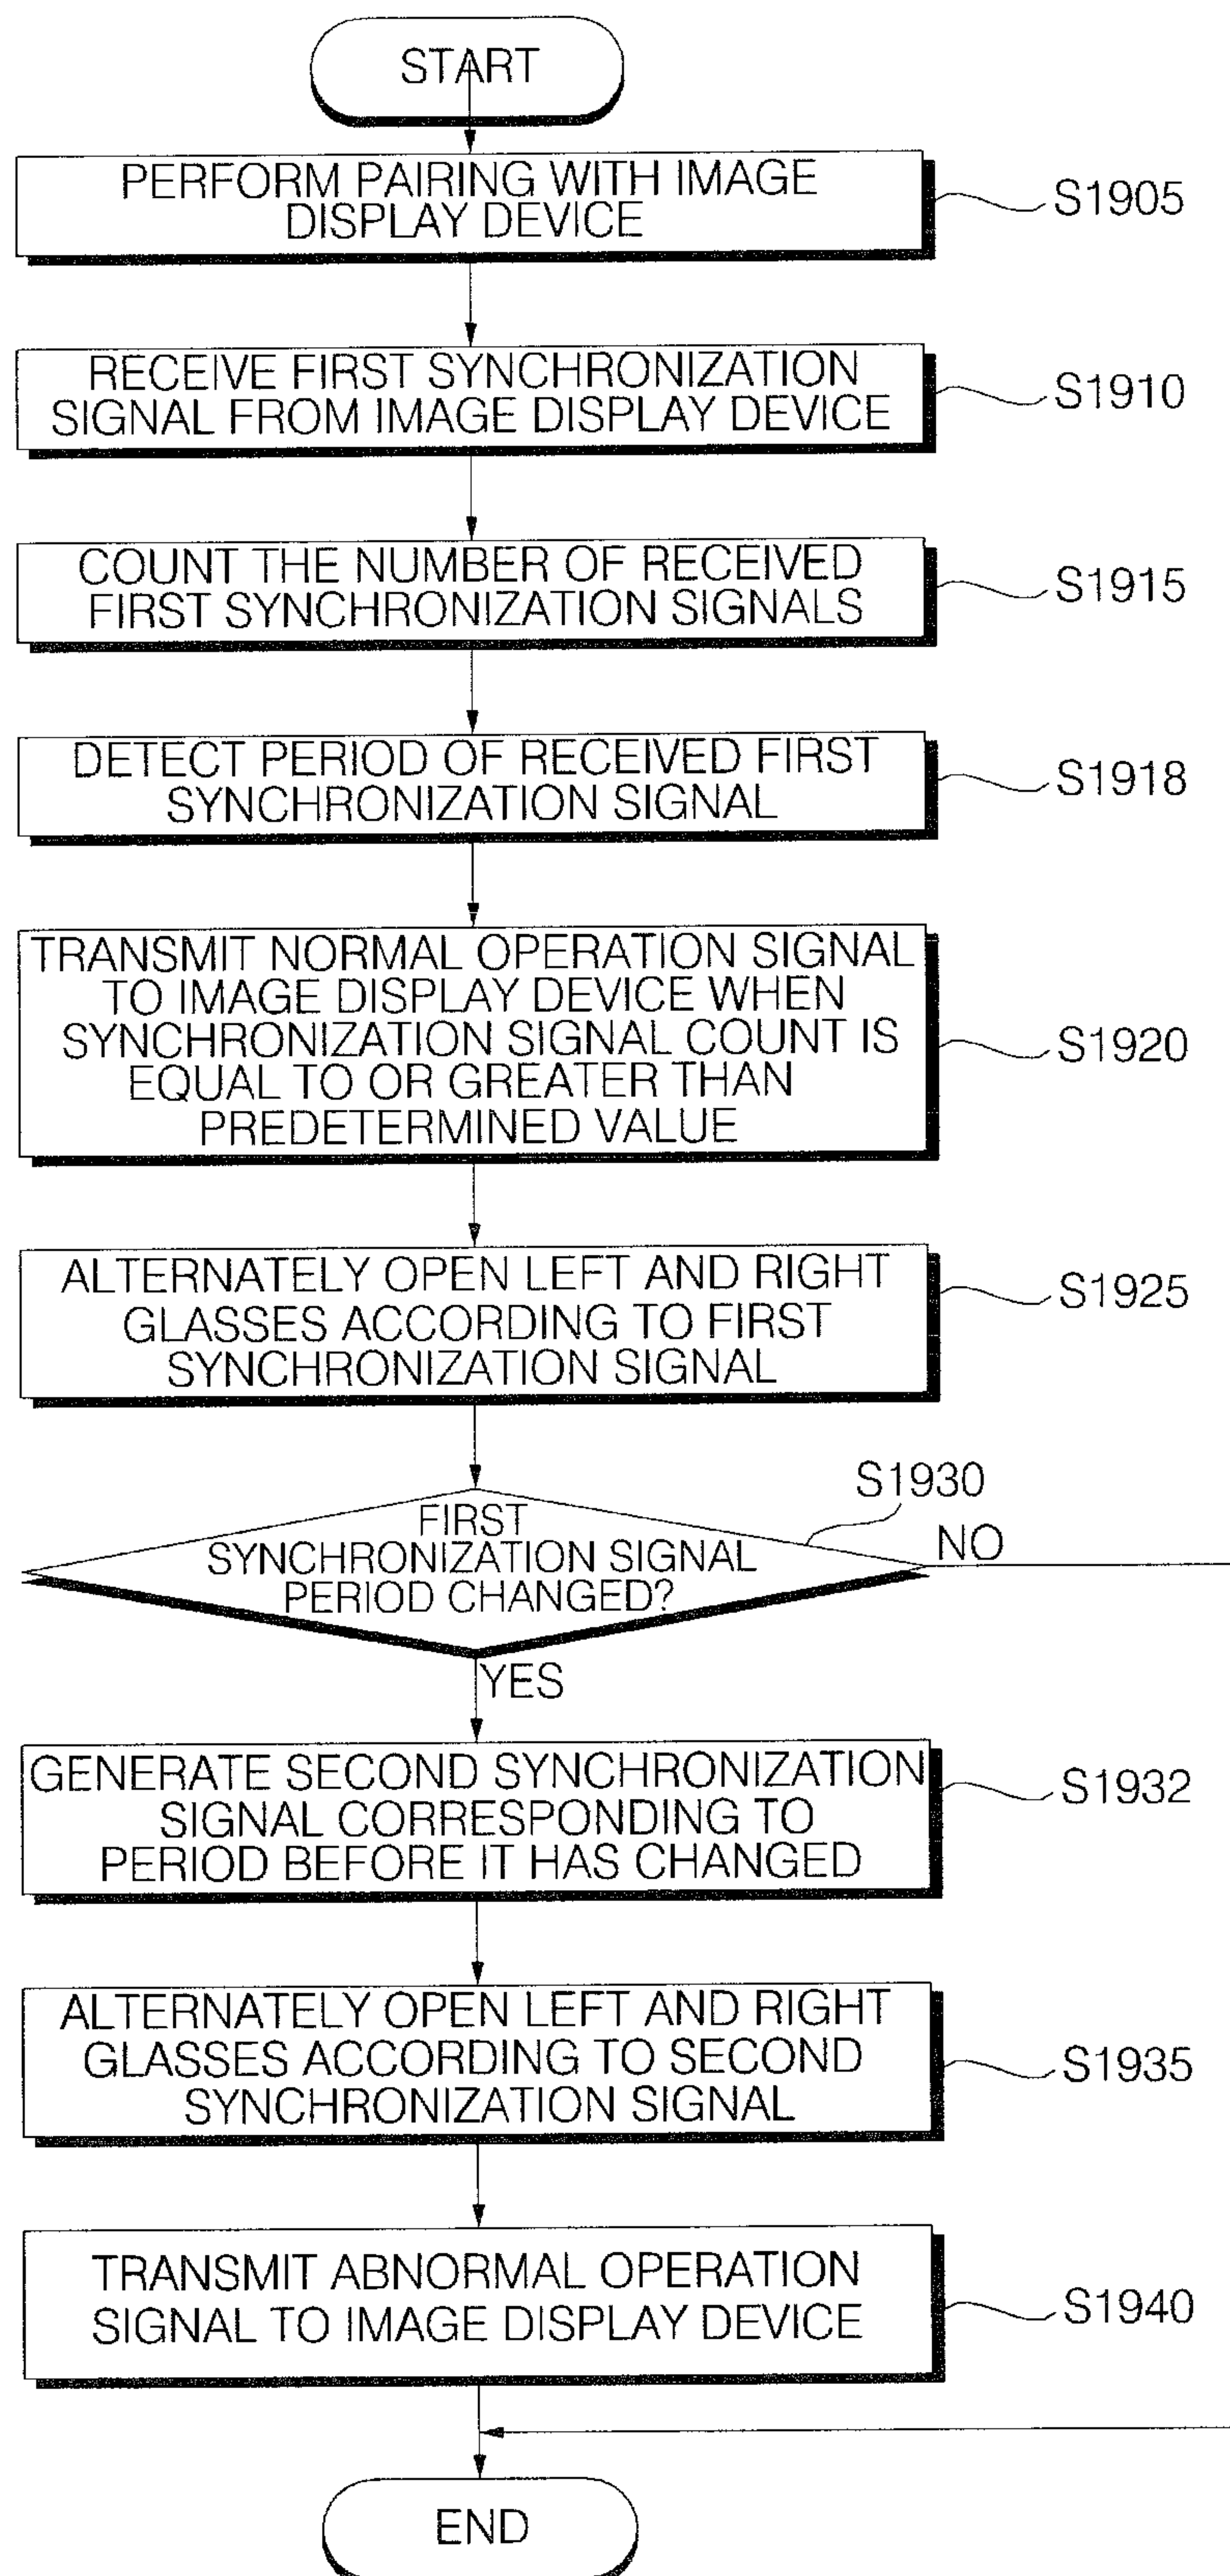 START
PERFORM PAIRING WITH IMAGE
DISPLAY DEVICE
S1905
RECEIVE FIRST SYNCHRONIZATION
SIGNAL FROM IMAGE DISPLAY DEVICE
S1910
COUNT THE NUMBER OF RECEIVED
FIRST SYNCHRONIZATION SIGNALS
S1915
DETECT PERIOD OF RECEIVED FIRST
SYNCHRONIZATION SIGNAL
S1918
TRANSMIT NORMAL OPERATION SIGNAL
TO IMAGE DISPLAY DEVICE WHEN
SYNCHRONIZATION SIGNAL COUNT IS
EQUAL TO OR GREATER THAN
PREDETERMINED VALUE
S1920
ALTERNATELY OPEN LEFT AND RIGHT
GLASSES ACCORDING TO FIRST
SYNCHRONIZATION SIGNAL
S1925
S1930
FIRST
SYNCHRONIZATION SIGNAL
PERIOD CHANGED?
NO
YES
GENERATE SECOND SYNCHRONIZATION
SIGNAL CORRESPONDING TO
PERIOD BEFORE IT HAS CHANGED
S1932
ALTERNATELY OPEN LEFT AND RIGHT
GLASSES ACCORDING TO SECOND
SYNCHRONIZATION SIGNAL
S1935
TRANSMIT ABNORMAL OPERATION
SIGNAL TO IMAGE DISPLAY DEVICE
S1940
END